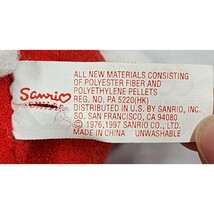 Sanrio
ALL NEW MATERIALS CONSISTING
OF POLYESTER FIBER AND
POLYETHYLENE PELLETS
REG. NO. PA 5220(HK)
DISTRIBUTED IN U.S. BY SANRIO, INC.
SO. SAN FRANCISCO, CA 94080
© 1976,1997 SANRIO CO., LTD.
MADE IN CHINA UNWASHABLE